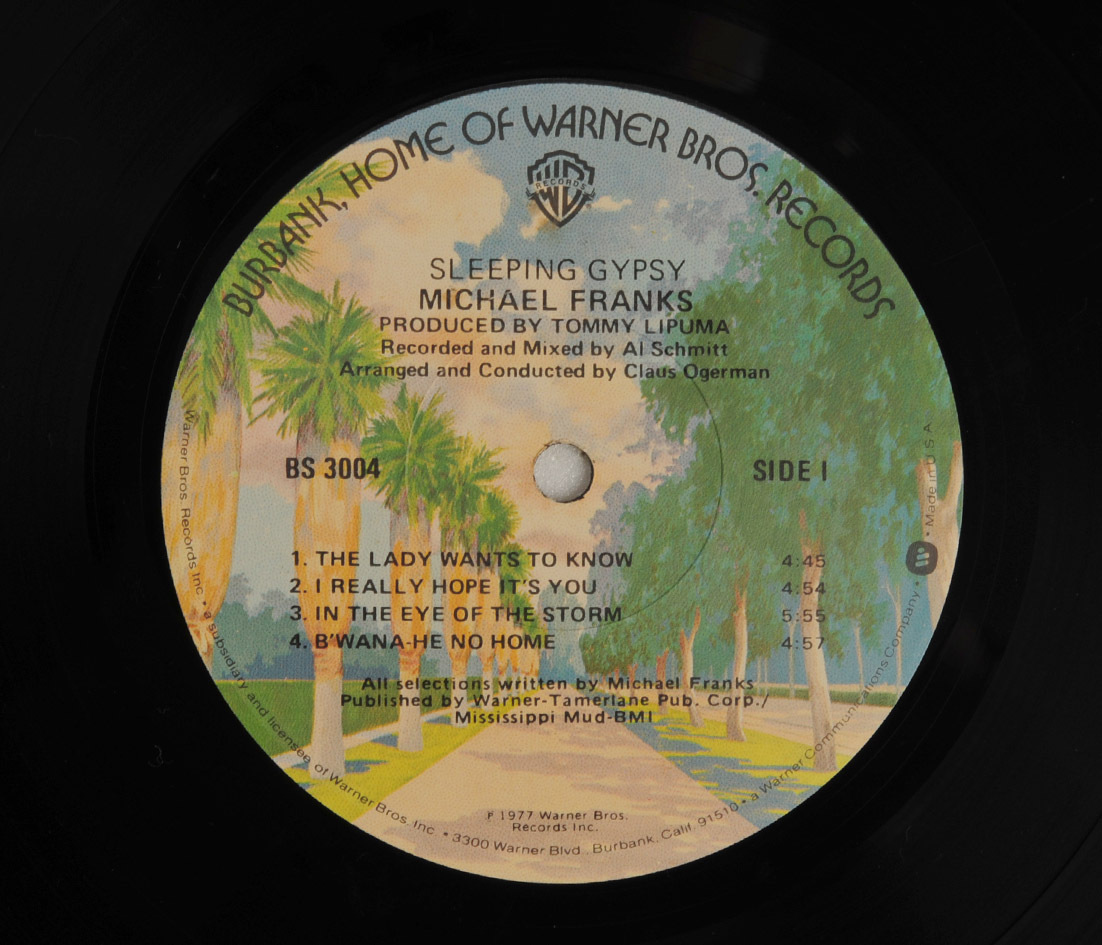 BURBANK, HOME OF WARNER BROS. RECORDS
RECORDS
SLEEPING GYPSY
MICHAEL FRANKS
PRODUCED BY TOMMY LIPUMA
Recorded and Mixed by Al Schmitt
Arranged and Conducted by Claus Ogerman
BS 3004
SIDE I
1. THE LADY WANTS TO KNOW 4:45
2. I REALLY HOPE IT'S YOU 4:54
3. IN THE EYE OF THE STORM 5:55
4. B'WANA-HE NO HOME 4:57
All selections written by Michael Franks
Published by Warner-Tamerlane Pub. Corp./
Mississippi Mud-BMI
℗ 1977 Warner Bros.
Records Inc.
Warner Bros. Records Inc. • a subsidiary and licensee of Warner Bros. Inc. • 3300 Warner Blvd., Burbank, Calif. 91510 • a Warner Communications Company • Made in U.S.A.